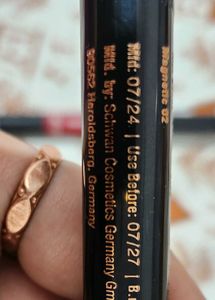 Magnetic 02
Mfd: 07/24 | Use Before: 07/27 | B.
Mfd. by: Schwan Cosmetics Germany Gm
90562 Heroldsberg, Germany